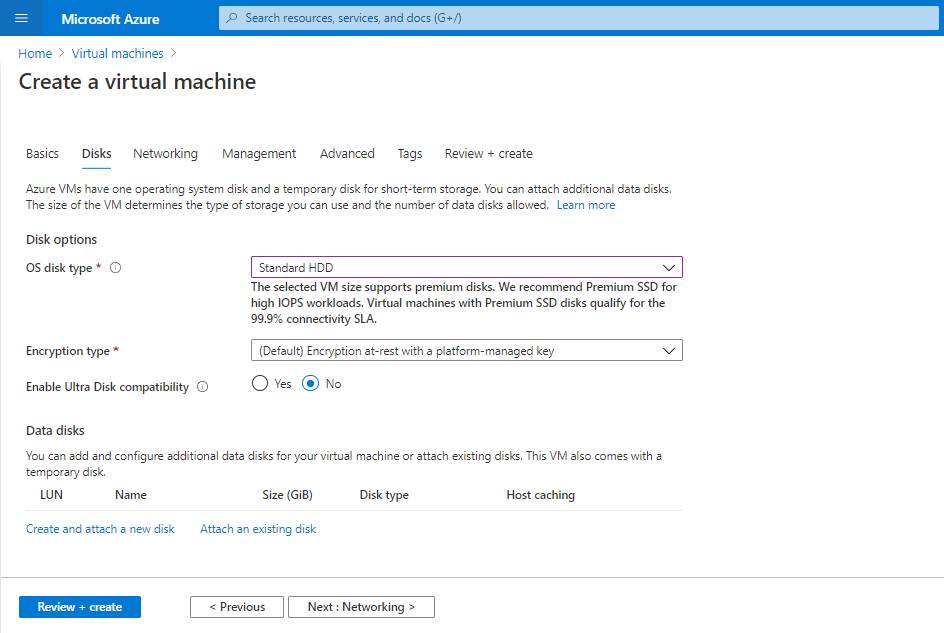 Microsoft Azure
Search resources, services, and docs (G+/)
Home > Virtual machines >
Create a virtual machine
Basics Disks Networking Management Advanced Tags Review + create
Azure VMs have one operating system disk and a temporary disk for short-term storage. You can attach additional data disks.
The size of the VM determines the type of storage you can use and the number of data disks allowed. Learn more
Disk options
OS disk type * Standard HDD
The selected VM size supports premium disks. We recommend Premium SSD for
high IOPS workloads. Virtual machines with Premium SSD disks qualify for the
99.9% connectivity SLA.
Encryption type * (Default) Encryption at-rest with a platform-managed key
Enable Ultra Disk compatibility Yes No
Data disks
You can add and configure additional data disks for your virtual machine or attach existing disks. This VM also comes with a
temporary disk.
LUN Name Size (GiB) Disk type Host caching
Create and attach a new disk Attach an existing disk
Review + create < Previous Next : Networking >